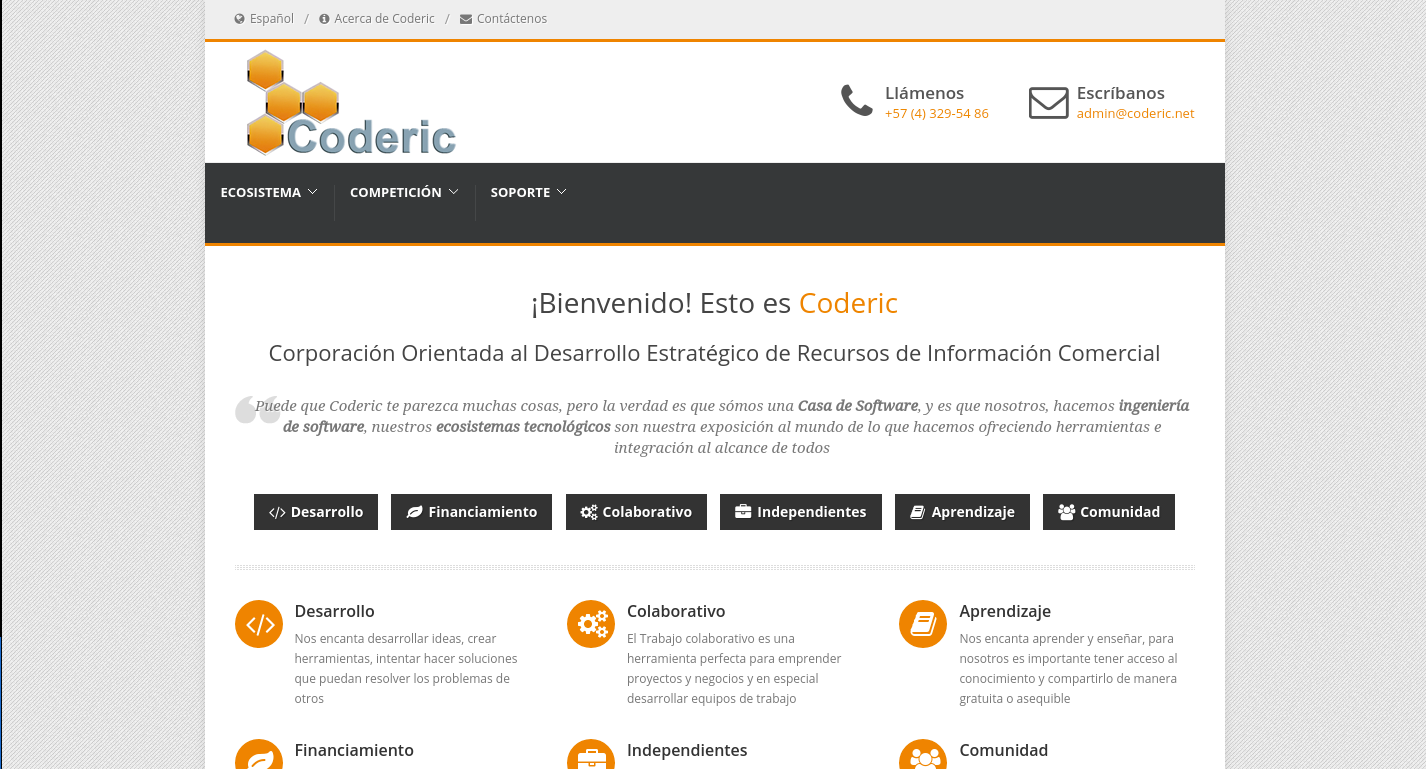 Español / Acerca de Coderic / Contáctenos
Coderic
Llámenos
+57 (4) 329-54 86
Escríbanos
admin@coderic.net
ECOSISTEMA
COMPETICIÓN
SOPORTE
¡Bienvenido! Esto es Coderic
Corporación Orientada al Desarrollo Estratégico de Recursos de Información Comercial
Puede que Coderic te parezca muchas cosas, pero la verdad es que sómos una Casa de Software, y es que nosotros, hacemos ingeniería
de software, nuestros ecosistemas tecnológicos son nuestra exposición al mundo de lo que hacemos ofreciendo herramientas e
integración al alcance de todos
Desarrollo
Financiamiento
Colaborativo
Independientes
Aprendizaje
Comunidad
Desarrollo
Nos encanta desarrollar ideas, crear
herramientas, intentar hacer soluciones
que puedan resolver los problemas de
otros
Colaborativo
El Trabajo colaborativo es una
herramienta perfecta para emprender
proyectos y negocios y en especial
desarrollar equipos de trabajo
Aprendizaje
Nos encanta aprender y enseñar, para
nosotros es importante tener acceso al
conocimiento y compartirlo de manera
gratuita o asequible
Financiamiento
Independientes
Comunidad